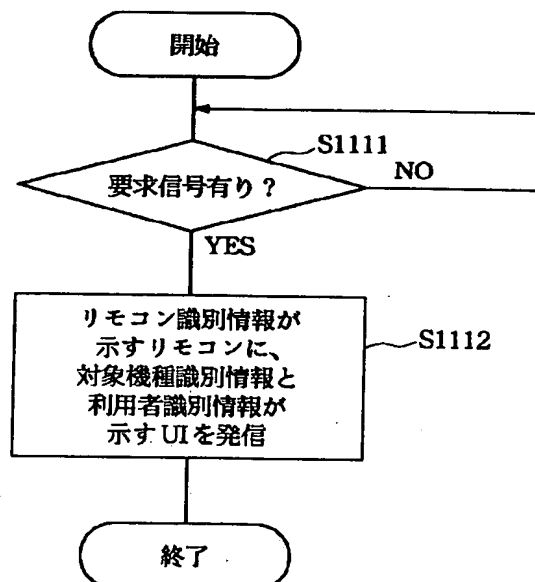 開始
S1111
要求信号有り?
NO
YES
リモコン識別情報が
示すリモコンに、
対象機種識別情報と
利用者識別情報が
示すUIを発信
S1112
終了